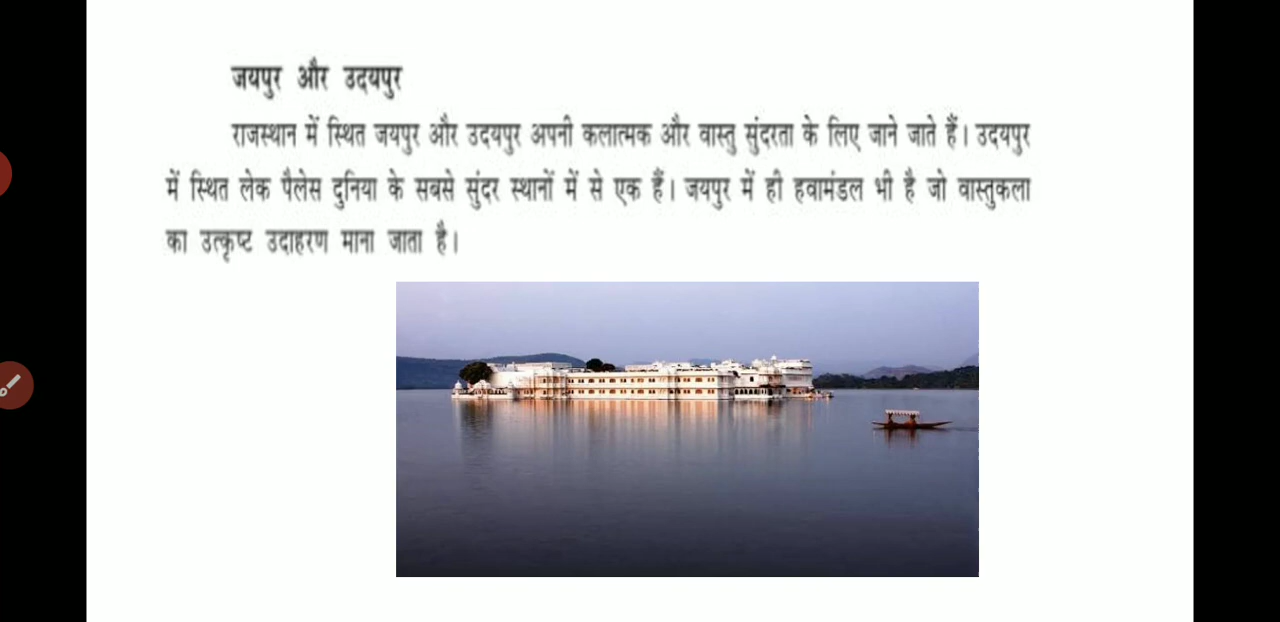 जयपुर और उदयपुर
राजस्थान में स्थित जयपुर और उदयपुर अपनी कलात्मक और वास्तु सुंदरता के लिए जाने जाते हैं। उदयपुर
में स्थित लेक पैलेस दुनिया के सबसे सुंदर स्थानों में से एक हैं। जयपुर में ही हवामंडल भी है जो वास्तुकला
का उत्कृष्ट उदाहरण माना जाता है।